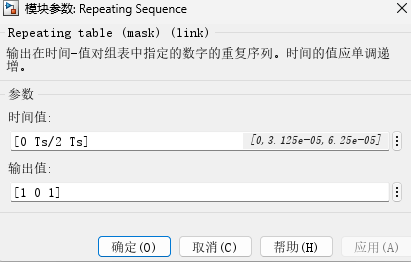 模块参数: Repeating Sequence
Repeating table (mask) (link)
输出在时间-值对组表中指定的数字的重复序列。时间的值应单调递
增。
参数
时间值:
[0 Ts/2 Ts] [0,3.125e-05,6.25e-05]
输出值:
[1 0 1]
确定(O) 取消(C) 帮助(H) 应用(A)